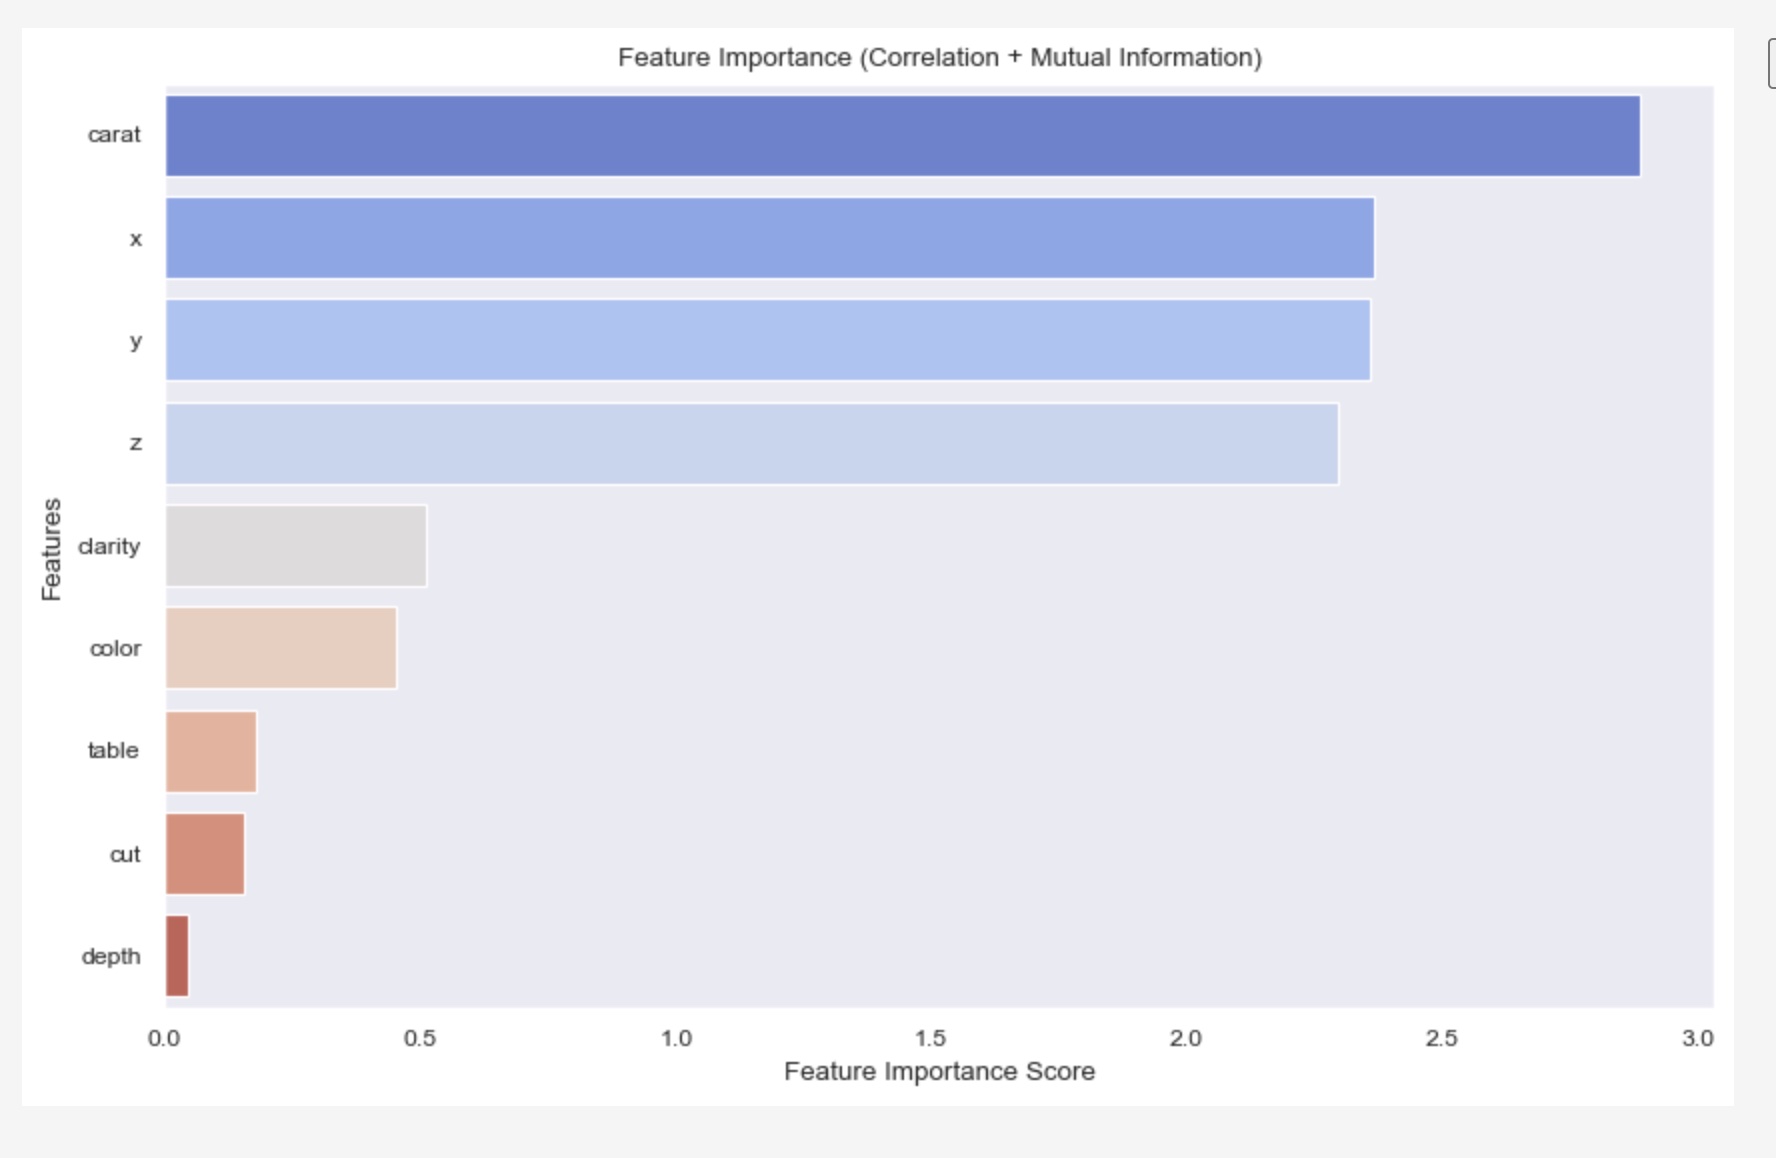 Feature Importance (Correlation + Mutual Information)
carat
x
y
z
clarity
color
table
cut
depth
Features
0.0 0.5 1.0 1.5 2.0 2.5 3.0
Feature Importance Score